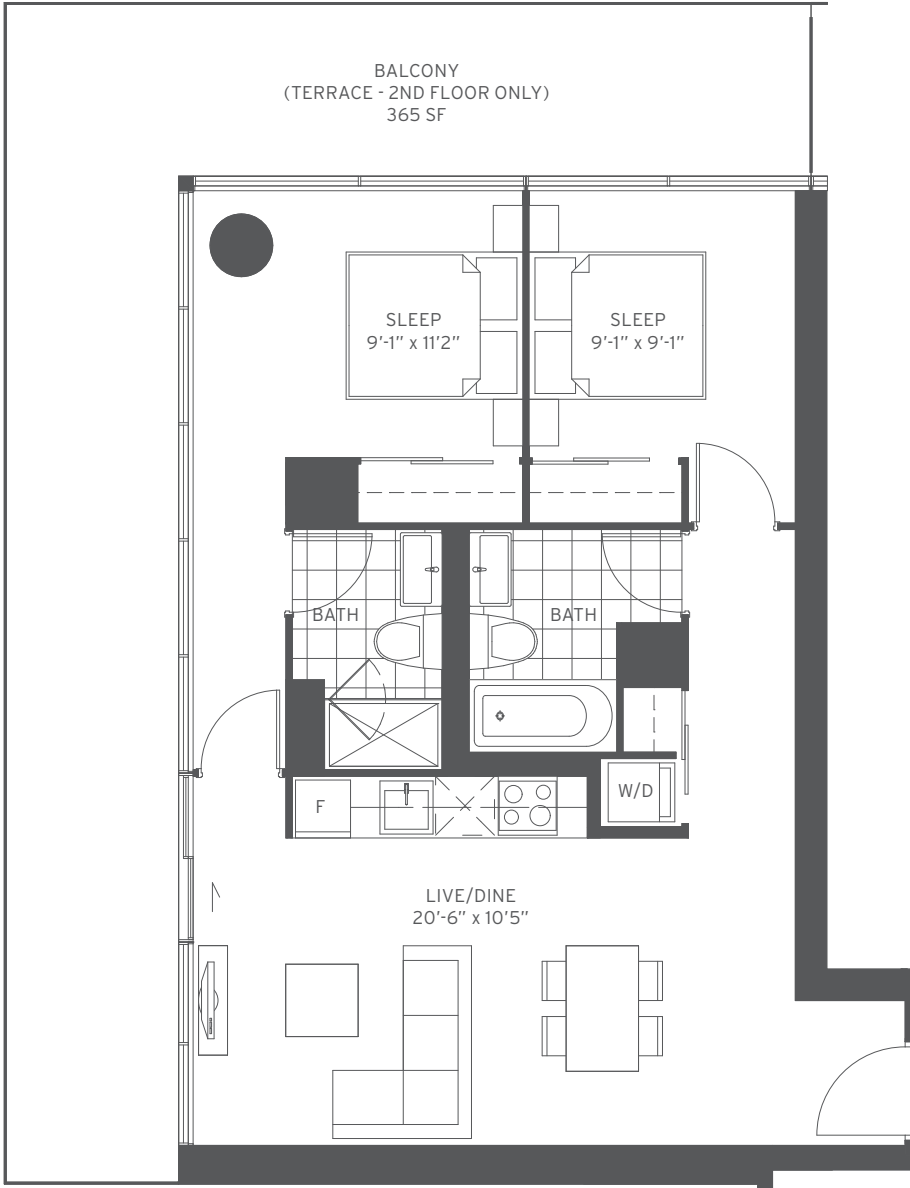 BALCONY
(TERRACE - 2ND FLOOR ONLY)
365 SF
SLEEP
9'-1" x 11'2"
SLEEP
9'-1" x 9'-1"
BATH
BATH
F
W/D
LIVE/DINE
20'-6" x 10'5"